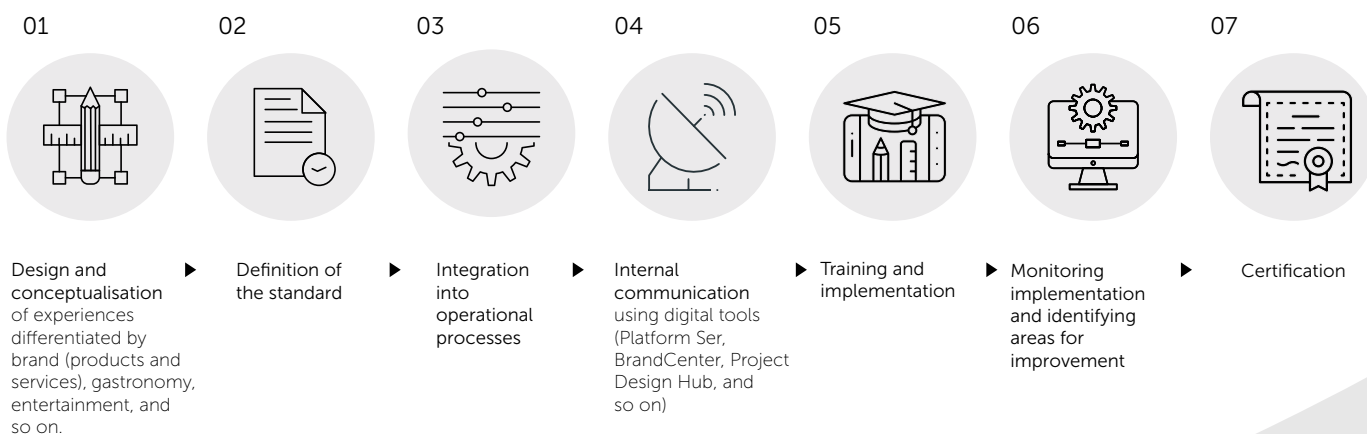 01
02
03
04
05
06
07
Design and
conceptualisation
of experiences
differentiated by
brand (products and
services), gastronomy,
entertainment, and
so on.
Definition of
the standard
Integration
into
operational
processes
Internal
communication
using digital tools
(Platform Ser,
BrandCenter, Project
Design Hub, and
so on)
Training and
implementation
Monitoring
implementation
and identifying
areas for
improvement
Certification